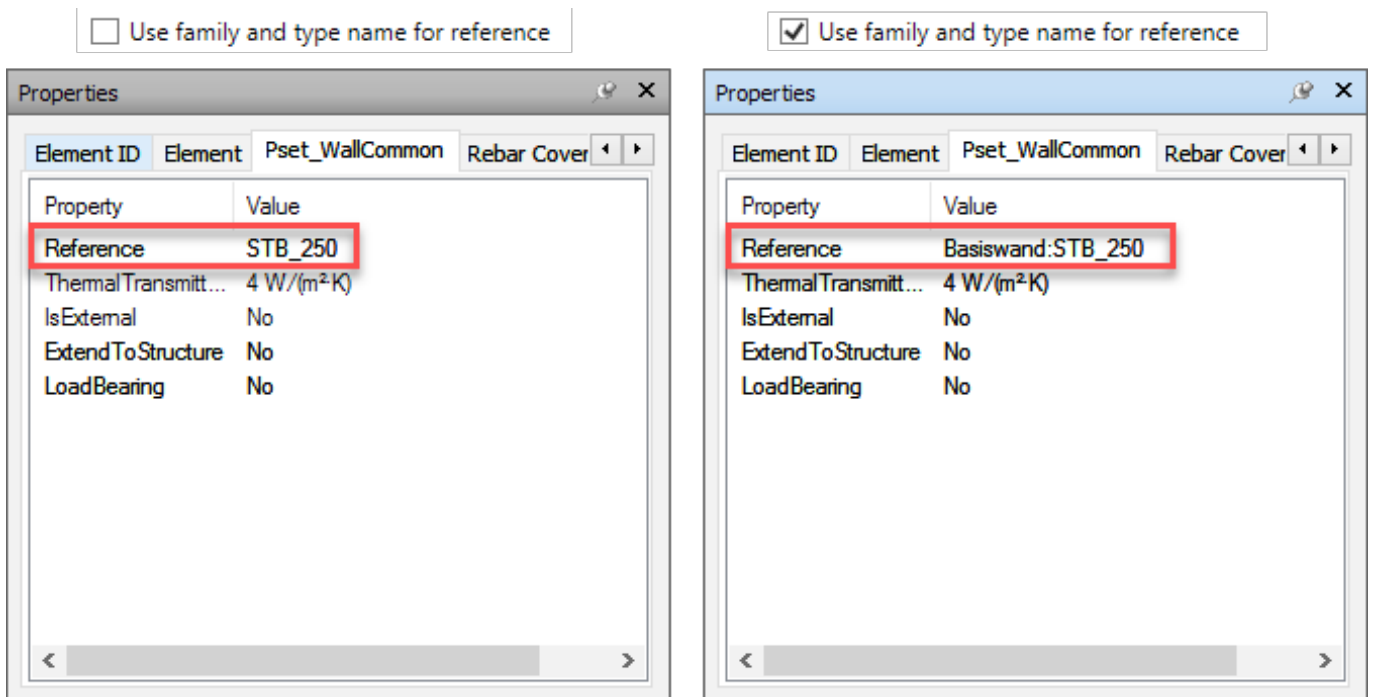 Use family and type name for reference
Properties
Element ID Element Pset_WallCommon Rebar Cover
Property Value
Reference STB_250
ThermalTransmitt... 4 W/(m²·K)
IsExternal No
ExtendToStructure No
LoadBearing No
Use family and type name for reference
Properties
Element ID Element Pset_WallCommon Rebar Cover
Property Value
Reference Basiswand:STB_250
ThermalTransmitt... 4 W/(m²·K)
IsExternal No
ExtendToStructure No
LoadBearing No